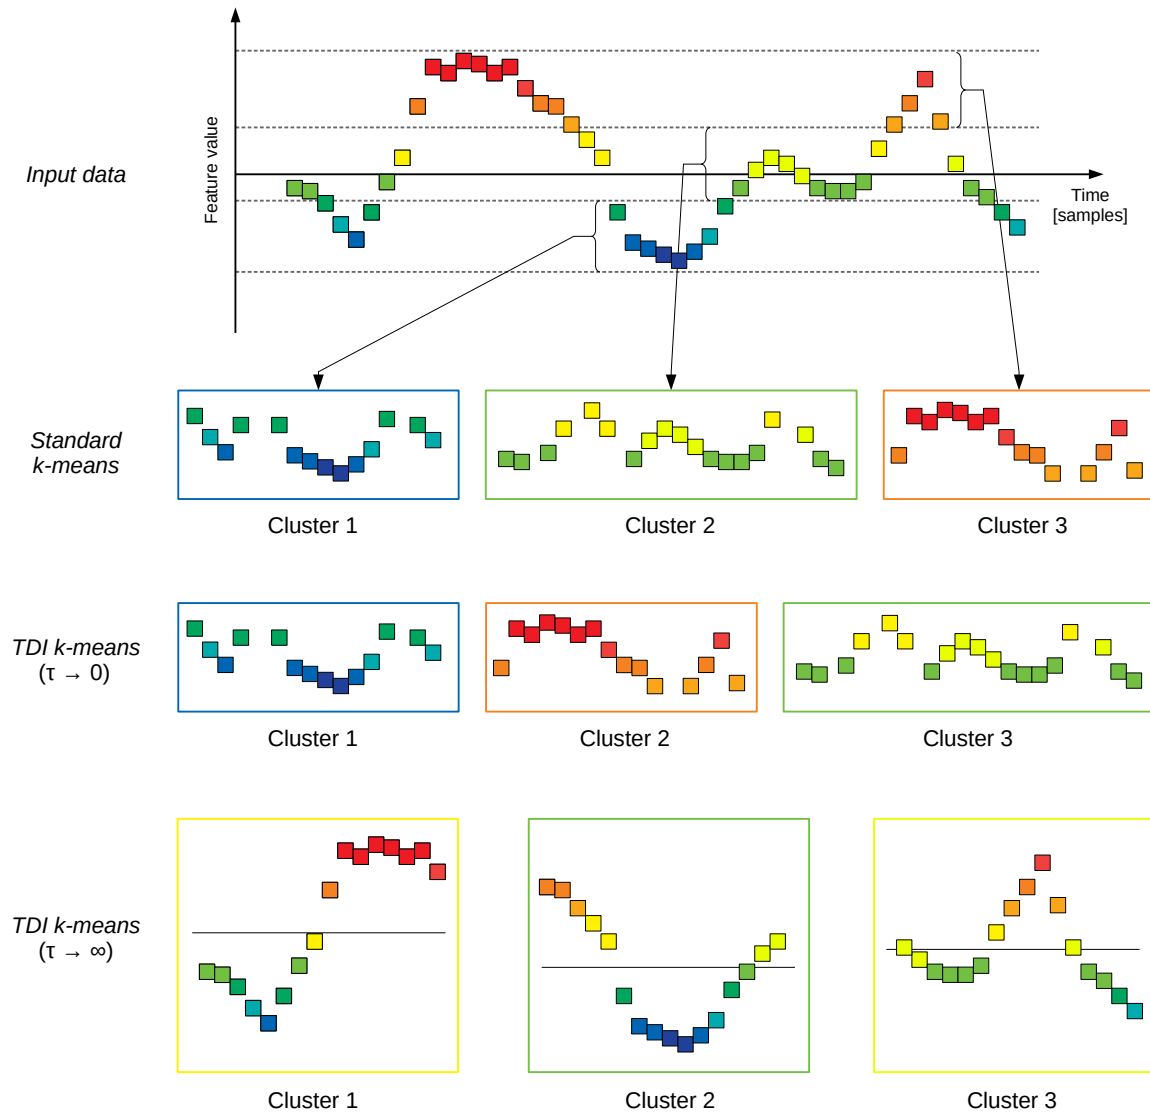 Feature value
Input data
Time
[samples]
Standard
k-means
Cluster 1
Cluster 2
Cluster 3
TDI k-means
(τ → 0)
Cluster 1
Cluster 2
Cluster 3
TDI k-means
(τ → ∞)
Cluster 1
Cluster 2
Cluster 3